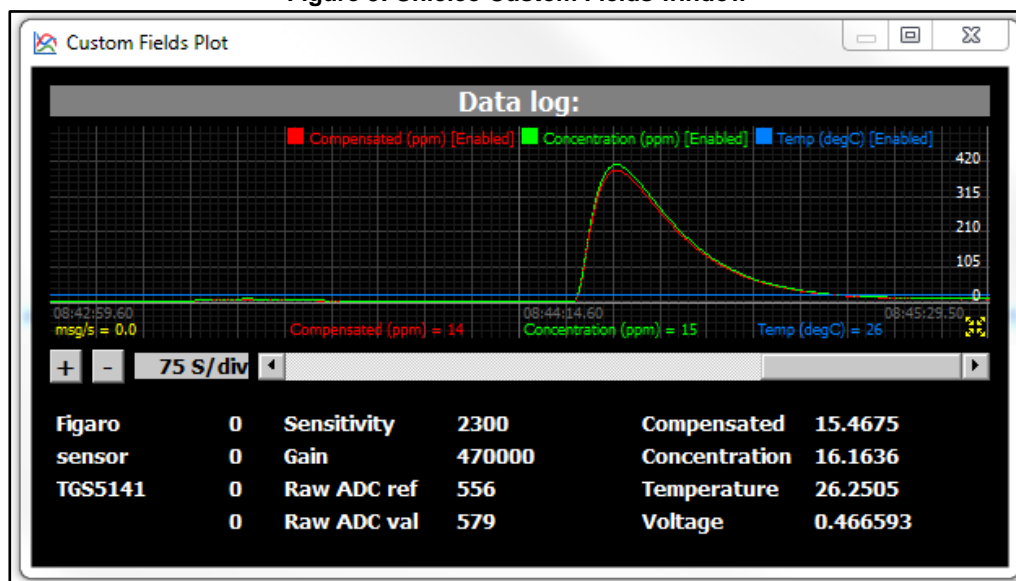 Custom Fields Plot
Data log:
Compensated (ppm) [Enabled] Concentration (ppm) [Enabled] Temp (degC) [Enabled]
420
315
210
105
0
08:42:59.60 08:44:14.60 08:45:29.50
msg/s = 0.0 Compensated (ppm) = 14 Concentration (ppm) = 15 Temp (degC) = 26
+ - 75 S/div
Figaro 0 Sensitivity 2300 Compensated 15.4675
sensor 0 Gain 470000 Concentration 16.1636
TGS5141 0 Raw ADC ref 556 Temperature 26.2505
0 Raw ADC val 579 Voltage 0.466593